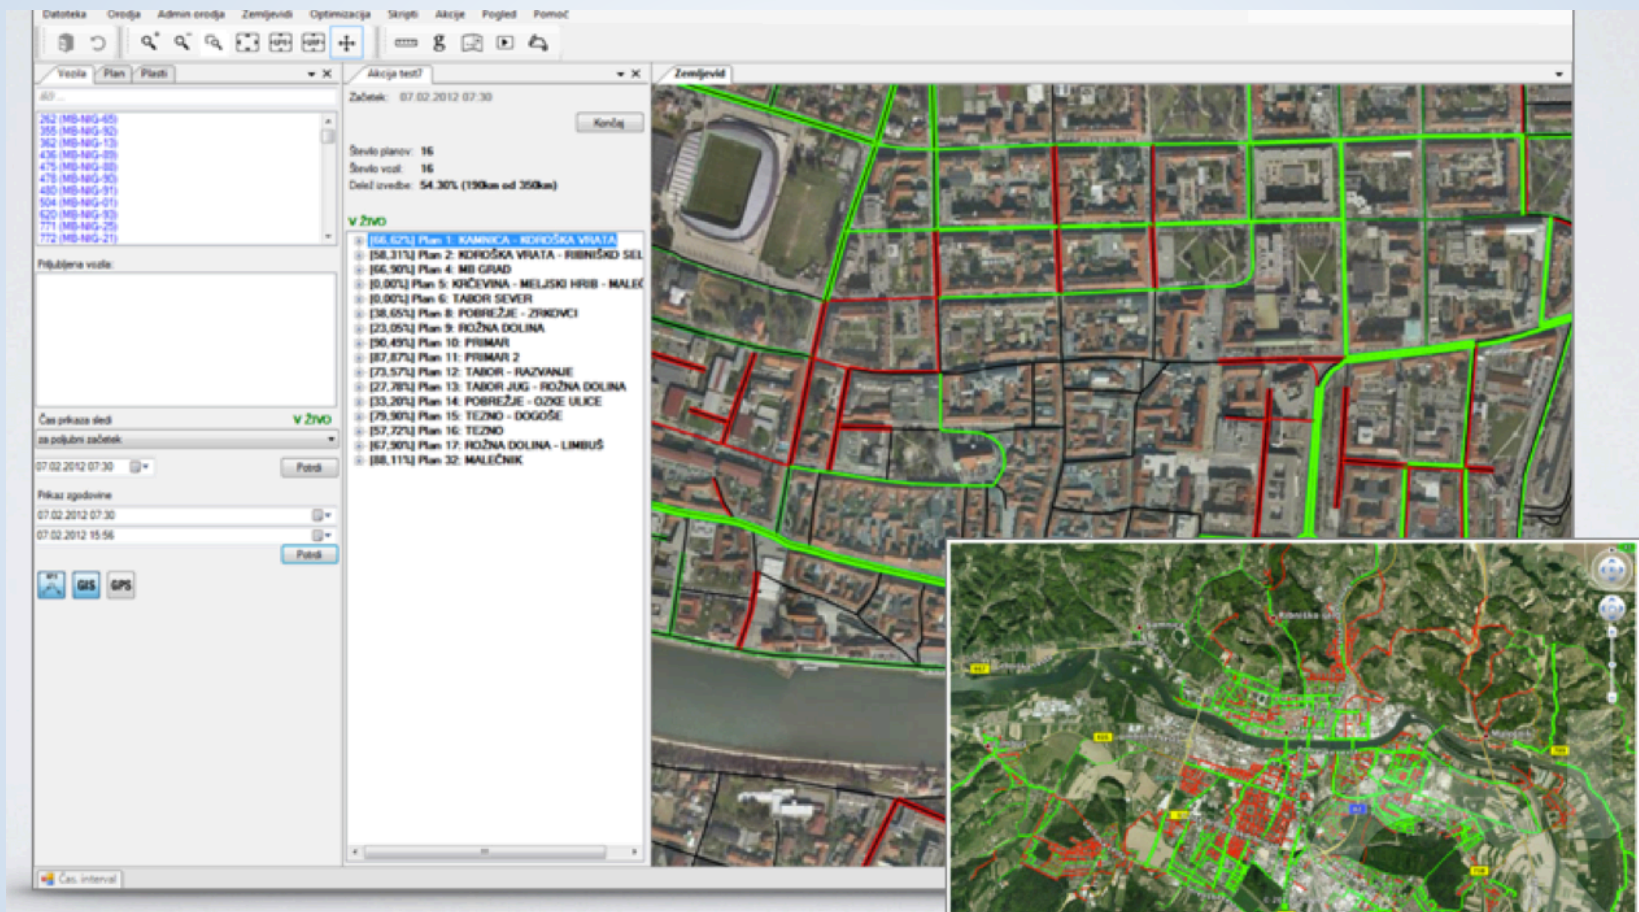 Datoteka Orodja Admin orodja Zemljevidi Optimizacija Skripti Akcije Pogled Pomoč
Vozila Plan Plasti
Akcija test7
Zemljevid
Išči ...
262 (MB-NIG-65)
355 (MB-NIG-92)
362 (MB-NIG-13)
436 (MB-NIG-89)
475 (MB-NIG-88)
478 (MB-NIG-90)
480 (MB-NIG-91)
504 (MB-NIG-01)
620 (MB-NIG-93)
771 (MB-NIG-25)
772 (MB-NIG-21)
Priljubljena vozila:
Čas prikaza sledi V ŽIVO
za poljubni začetek
07.02.2012 07:30
Potrdi
Prikaz zgodovine
07.02.2012 07:30
07.02.2012 15:56
Potrdi
GIS GPS
Začetek: 07.02.2012 07:30
Končaj
Število planov: 16
Število vozil: 16
Delež izvedbe: 54.30% (190km od 350km)
V ŽIVO
[66,62%] Plan 1: KAMNICA - KOROŠKA VRATA
[58,31%] Plan 2: KOROŠKA VRATA - RIBNIŠKO SEL
[66,90%] Plan 4: MB GRAD
[0,00%] Plan 5: KRČEVINA - MELJSKI HRIB - MALEČ
[0,00%] Plan 6: TABOR SEVER
[38,65%] Plan 8: POBREŽJE - ZRKOVCI
[23,05%] Plan 9: ROŽNA DOLINA
[90,49%] Plan 10: PRIMAR
[87,87%] Plan 11: PRIMAR 2
[73,57%] Plan 12: TABOR - RAZVANJE
[27,78%] Plan 13: TABOR JUG - ROŽNA DOLINA
[33,20%] Plan 14: POBREŽJE - OZKE ULICE
[79,90%] Plan 15: TEZNO - DOGOŠE
[57,72%] Plan 16: TEZNO
[67,90%] Plan 17: ROŽNA DOLINA - LIMBUŠ
[88,11%] Plan 32: MALEČNIK
Čas. interval
Kamnica
Malečnik